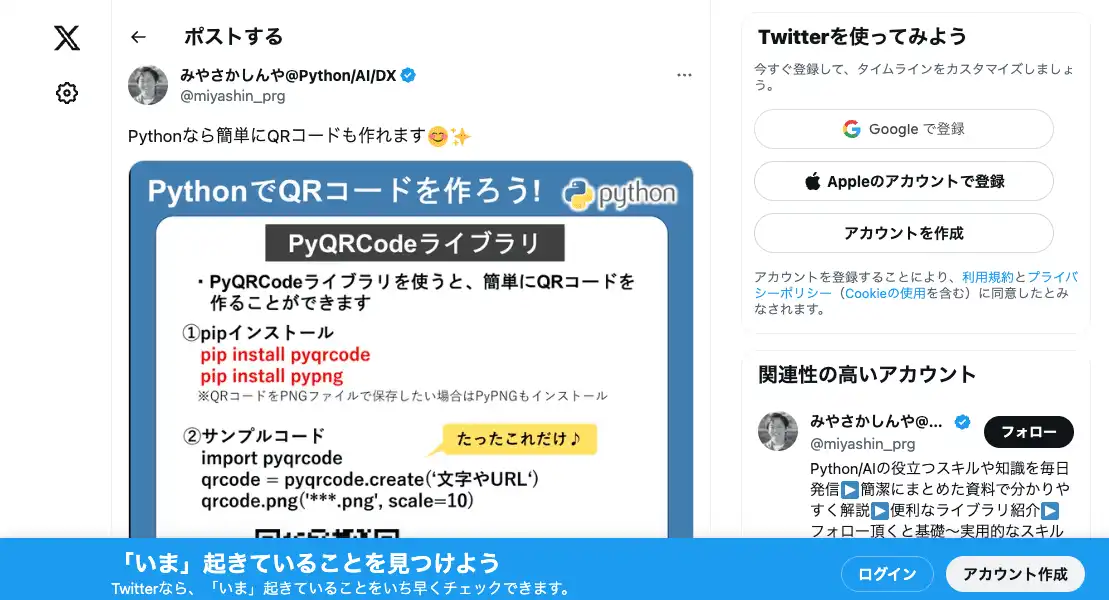 ポストする
みやさかしんや@Python/AI/DX
@miyashin_prg
Pythonなら簡単にQRコードも作れます😊✨
PythonでQRコードを作ろう!
python
PyQRCodeライブラリ
・PyQRCodeライブラリを使うと、簡単にQRコードを
作ることができます
①pipインストール
pip install pyqrcode
pip install pypng
※QRコードをPNGファイルで保存したい場合はPyPNGもインストール
②サンプルコード
たったこれだけ♪
import pyqrcode
qrcode = pyqrcode.create(‘文字やURL‘)
qrcode.png('***.png', scale=10)
Twitterを使ってみよう
今すぐ登録して、タイムラインをカスタマイズしましょ
う。
Google で登録
Appleのアカウントで登録
アカウントを作成
アカウントを登録することにより、利用規約とプライバ
シーポリシー（Cookieの使用を含む）に同意したとみ
なされます。
関連性の高いアカウント
みやさかしんや@...
@miyashin_prg
フォロー
Python/AIの役立つスキルや知識を毎日
発信▶️簡潔にまとめた資料で分かりや
すく解説▶️便利なライブラリ紹介▶️
フォロー頂くと基礎〜実用的なスキル
「いま」起きていることを見つけよう
Twitterなら、「いま」起きていることをいち早くチェックできます。
ログイン
アカウント作成